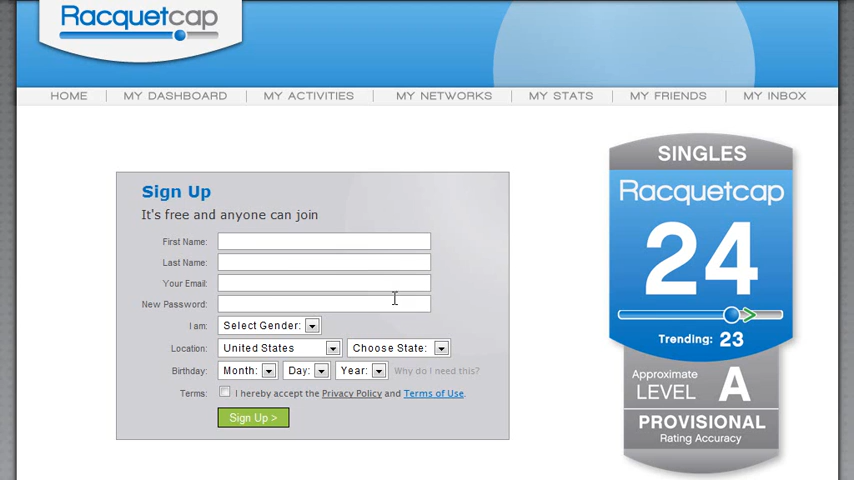 Racquetcap
HOME MY DASHBOARD MY ACTIVITIES MY NETWORKS MY STATS MY FRIENDS MY INBOX
Sign Up
It's free and anyone can join
First Name:
Last Name:
Your Email:
New Password:
I am: Select Gender:
Location: United States Choose State:
Birthday: Month: Day: Year: Why do I need this?
Terms: I hereby accept the Privacy Policy and Terms of Use.
Sign Up >
SINGLES
Racquetcap
24
Trending: 23
Approximate
LEVEL A
PROVISIONAL
Rating Accuracy